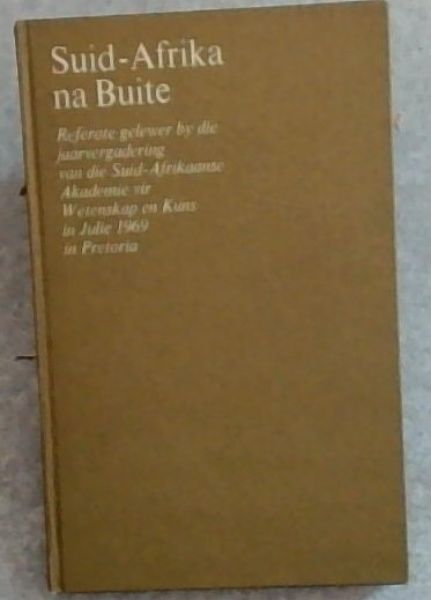 Suid-Afrika
na Buite
Referate gelewer by die
jaarvergadering
van die Suid-Afrikaanse
Akademie vir
Wetenskap en Kuns
in Julie 1969
in Pretoria